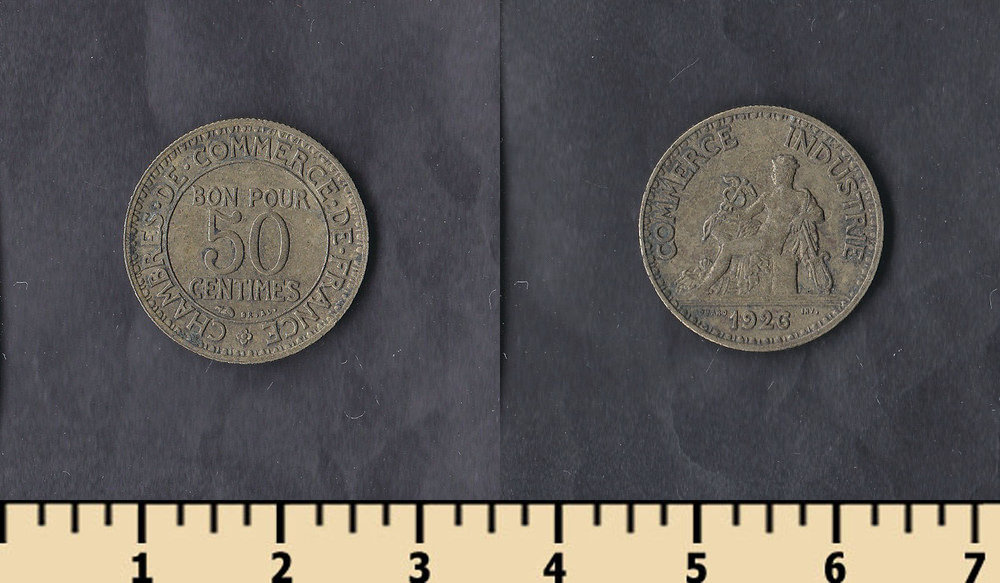 CHAMBRES·DE·COMMERCE·DE·FRANCE
BON POUR
50
CENTIMES
COMMERCE INDUSTRIE
1926
1 2 3 4 5 6 7